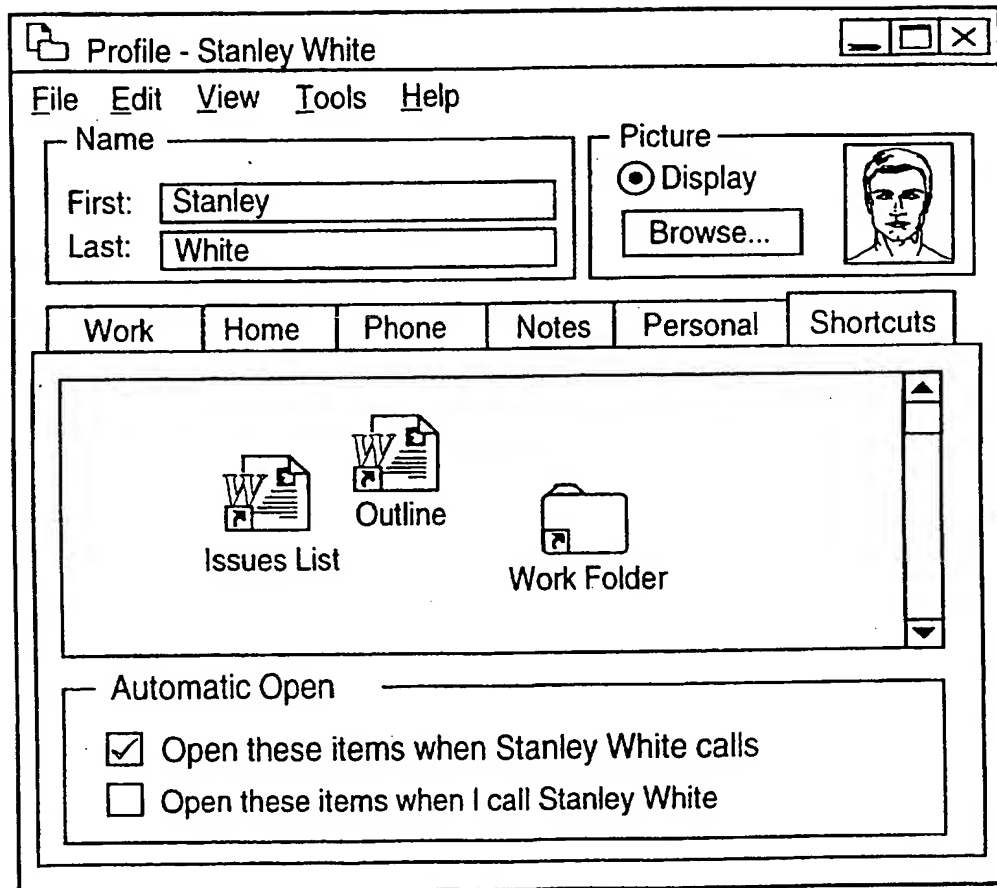 Profile - Stanley White
File Edit View Tools Help
Name
First: Stanley
Last: White
Picture
Display
Browse...
Work Home Phone Notes Personal Shortcuts
W
Outline
W
Issues List
Work Folder
Automatic Open
Open these items when Stanley White calls
Open these items when I call Stanley White